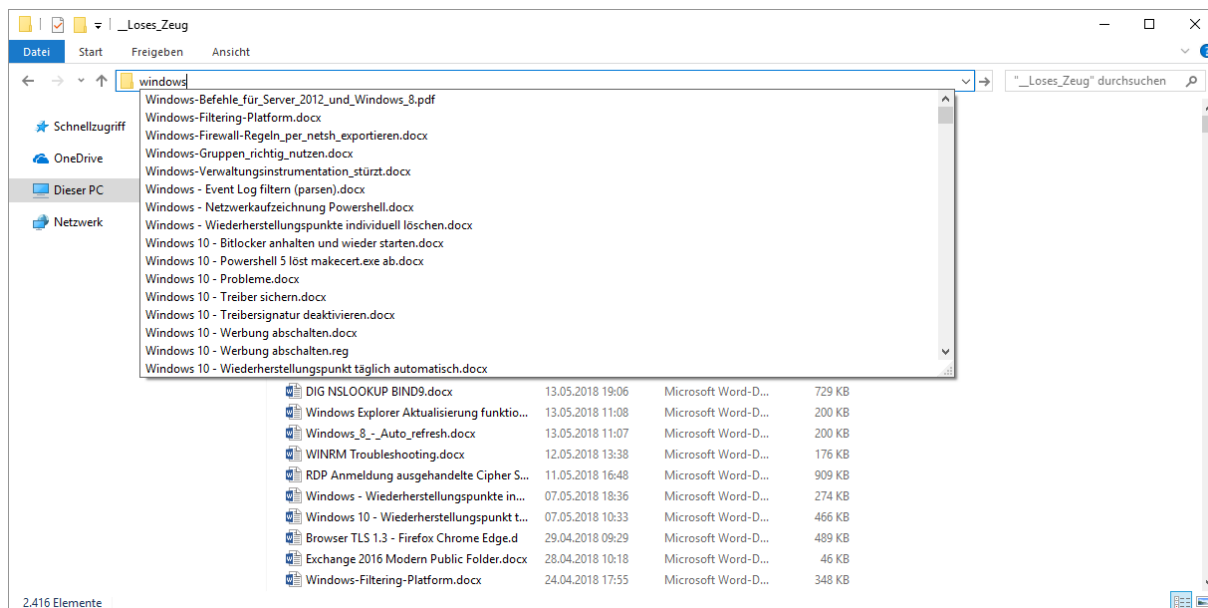 __Loses_Zeug
Datei Start Freigeben Ansicht
windows "__Loses_Zeug" durchsuchen
Windows-Befehle_für_Server_2012_und_Windows_8.pdf
Windows-Filtering-Platform.docx
Windows-Firewall-Regeln_per_netsh_exportieren.docx
Windows-Gruppen_richtig_nutzen.docx
Windows-Verwaltungsinstrumentation_stürzt.docx
Windows - Event Log filtern (parsen).docx
Windows - Netzwerkaufzeichnung Powershell.docx
Windows - Wiederherstellungspunkte individuell löschen.docx
Windows 10 - Bitlocker anhalten und wieder starten.docx
Windows 10 - Powershell 5 löst makecert.exe ab.docx
Windows 10 - Probleme.docx
Windows 10 - Treiber sichern.docx
Windows 10 - Treibersignatur deaktivieren.docx
Windows 10 - Werbung abschalten.docx
Windows 10 - Werbung abschalten.reg
Windows 10 - Wiederherstellungspunkt täglich automatisch.docx
Schnellzugriff
OneDrive
Dieser PC
Netzwerk
DIG NSLOOKUP BIND9.docx 13.05.2018 19:06 Microsoft Word-D... 729 KB
Windows Explorer Aktualisierung funktio... 13.05.2018 11:08 Microsoft Word-D... 200 KB
Windows_8_-_Auto_refresh.docx 13.05.2018 11:07 Microsoft Word-D... 200 KB
WINRM Troubleshooting.docx 12.05.2018 13:38 Microsoft Word-D... 176 KB
RDP Anmeldung ausgehandelte Cipher S... 11.05.2018 16:48 Microsoft Word-D... 909 KB
Windows - Wiederherstellungspunkte in... 07.05.2018 18:36 Microsoft Word-D... 274 KB
Windows 10 - Wiederherstellungspunkt t... 07.05.2018 10:33 Microsoft Word-D... 466 KB
Browser TLS 1.3 - Firefox Chrome Edge.d 29.04.2018 09:29 Microsoft Word-D... 489 KB
Exchange 2016 Modern Public Folder.docx 28.04.2018 10:18 Microsoft Word-D... 46 KB
Windows-Filtering-Platform.docx 24.04.2018 17:55 Microsoft Word-D... 348 KB
2.416 Elemente